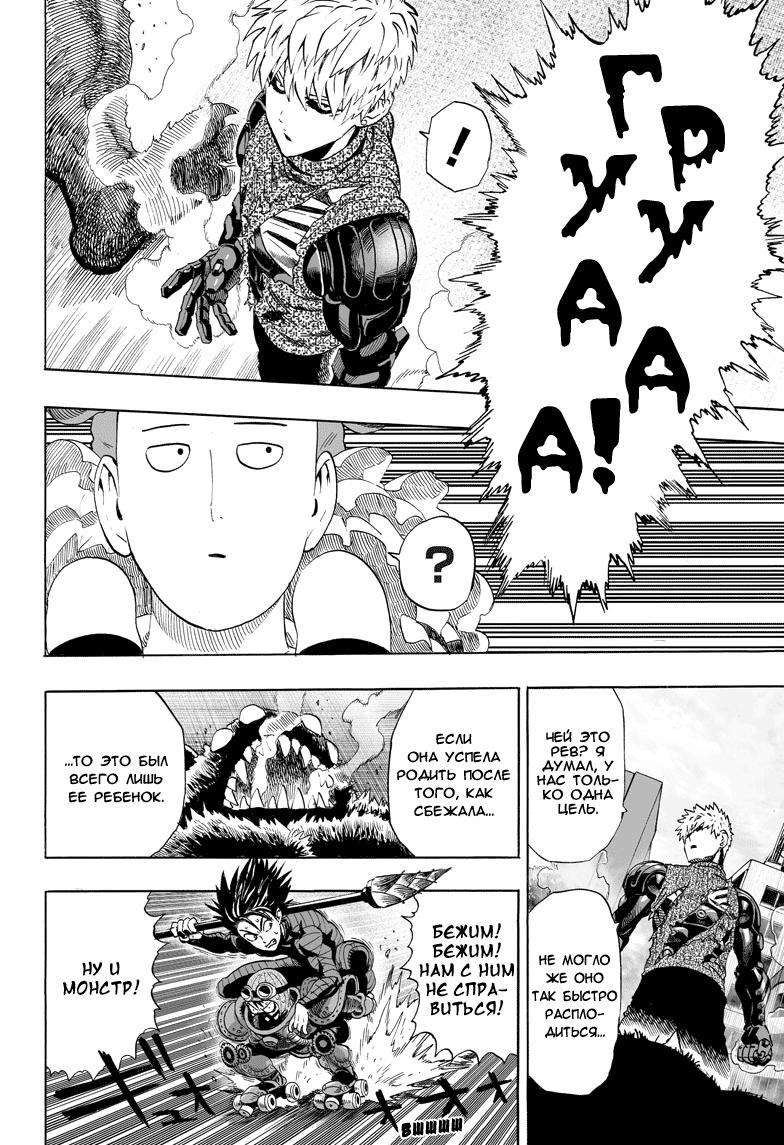 ГРУУААА
А!
!
?
ЧЕЙ ЭТО
РЕВ? Я
ДУМАЛ, У
НАС ТОЛЬ-
КО ОДНА
ЦЕЛЬ.
НЕ МОГЛО
ЖЕ ОНО
ТАК БЫСТРО
РАСПЛО-
ДИТЬСЯ...
ЕСЛИ
ОНА УСПЕЛА
РОДИТЬ ПОСЛЕ
ТОГО, КАК
СБЕЖАЛА...
...ТО ЭТО БЫЛ
ВСЕГО ЛИШЬ
ЕЕ РЕБЕНОК.
БЕЖИМ!
БЕЖИМ!
НАМ С НИМ
НЕ СПРА-
ВИТЬСЯ!
НУ И
МОНСТР!
ВШШШШ